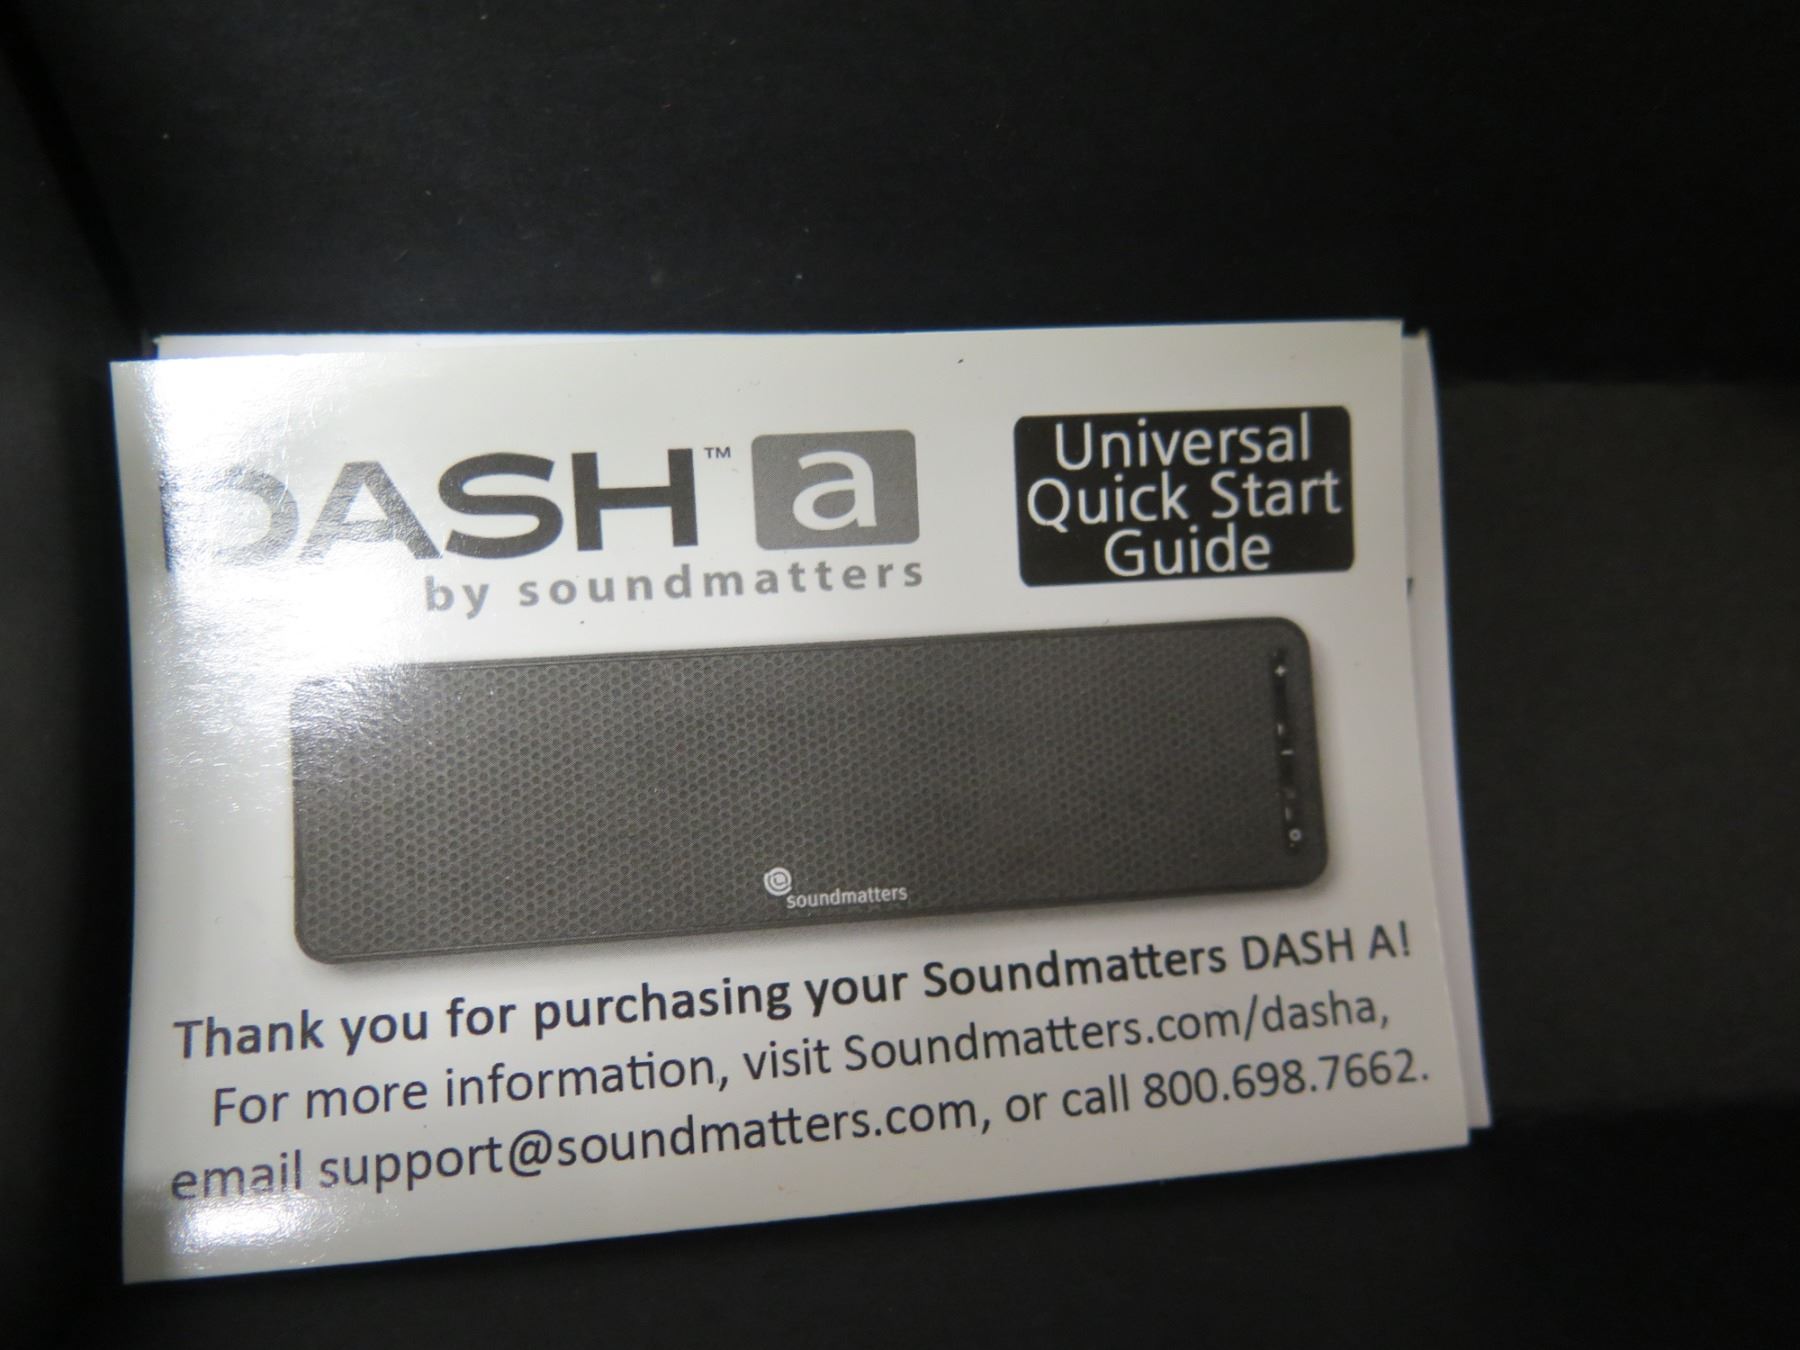 DASH™ a
by soundmatters
Universal
Quick Start
Guide
soundmatters
Thank you for purchasing your Soundmatters DASH A!
For more information, visit Soundmatters.com/dasha,
email support@soundmatters.com, or call 800.698.7662.